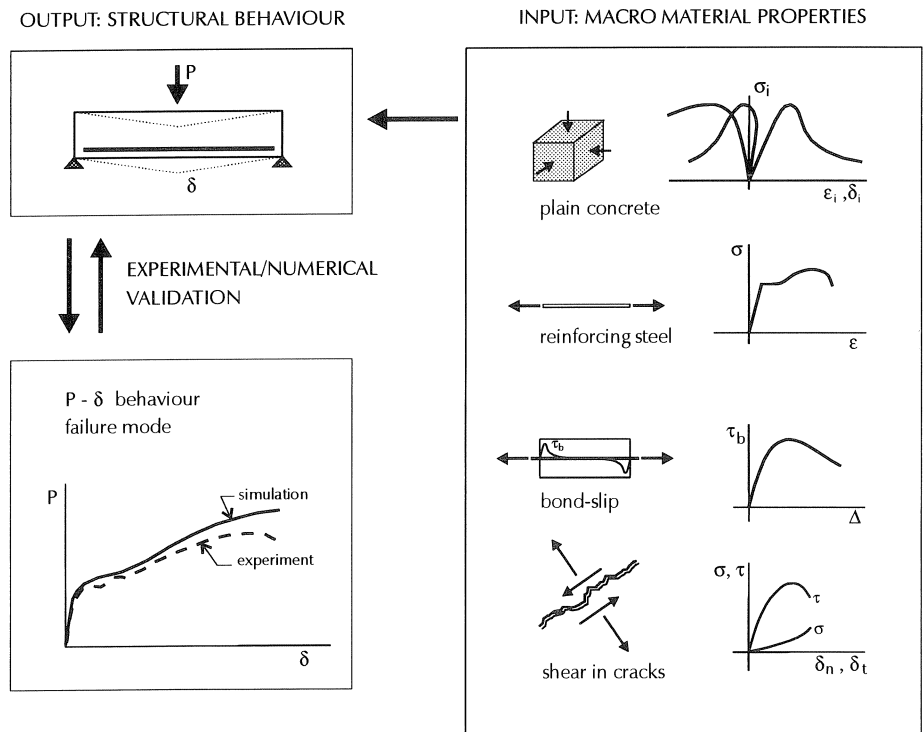 OUTPUT: STRUCTURAL BEHAVIOUR
P
δ
EXPERIMENTAL/NUMERICAL
VALIDATION
P - δ behaviour
failure mode
P
simulation
experiment
δ
INPUT: MACRO MATERIAL PROPERTIES
σi
εi ,δi
plain concrete
σ
ε
reinforcing steel
τb
τb
Δ
bond-slip
σ, τ
τ
σ
δn , δt
shear in cracks